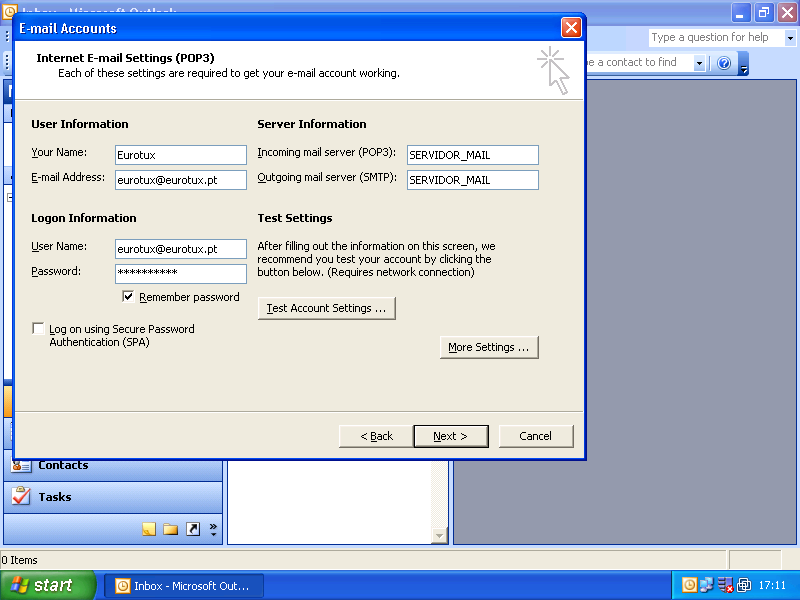 Inbox - Microsoft Outlook
E-mail Accounts
Type a question for help
Internet E-mail Settings (POP3)
Each of these settings are required to get your e-mail account working.
e a contact to find
User Information
Server Information
Your Name:
Eurotux
Incoming mail server (POP3):
SERVIDOR_MAIL
E-mail Address:
eurotux@eurotux.pt
Outgoing mail server (SMTP):
SERVIDOR_MAIL
Logon Information
Test Settings
User Name:
eurotux@eurotux.pt
After filling out the information on this screen, we
recommend you test your account by clicking the
button below. (Requires network connection)
Password:
**********
Remember password
Test Account Settings ...
Log on using Secure Password
Authentication (SPA)
More Settings ...
< Back
Next >
Cancel
Contacts
Tasks
0 Items
start
Inbox - Microsoft Out...
17:11